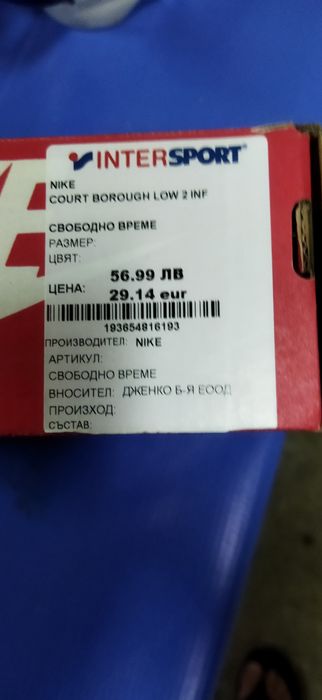 INTERSPORT
NIKE
COURT BOROUGH LOW 2 INF
СВОБОДНО ВРЕМЕ
РАЗМЕР:
ЦВЯТ:
56.99 ЛВ
ЦЕНА: 29.14 eur
193654816193
ПРОИЗВОДИТЕЛ: NIKE
АРТИКУЛ:
СВОБОДНО ВРЕМЕ
ВНОСИТЕЛ: ДЖЕНКО Б-Я ЕООД
ПРОИЗХОД:
СЪСТАВ: